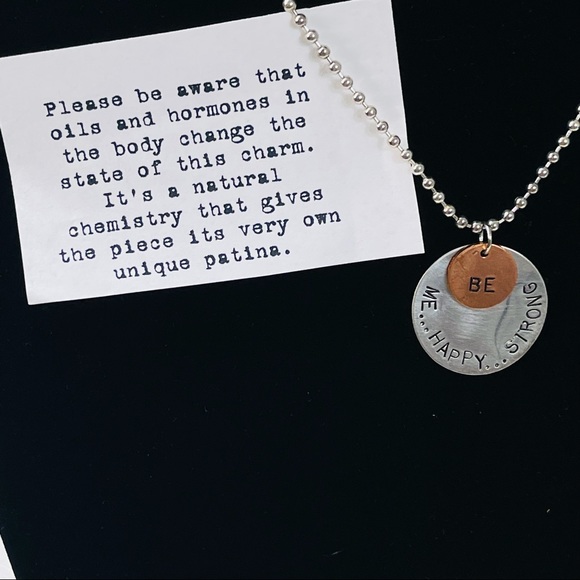 Please be aware that
oils and hormones in
the body change the
state of this charm.
It's a natural
chemistry that gives
the piece its very own
unique patina.
BE
ME...HAPPY...STRONG